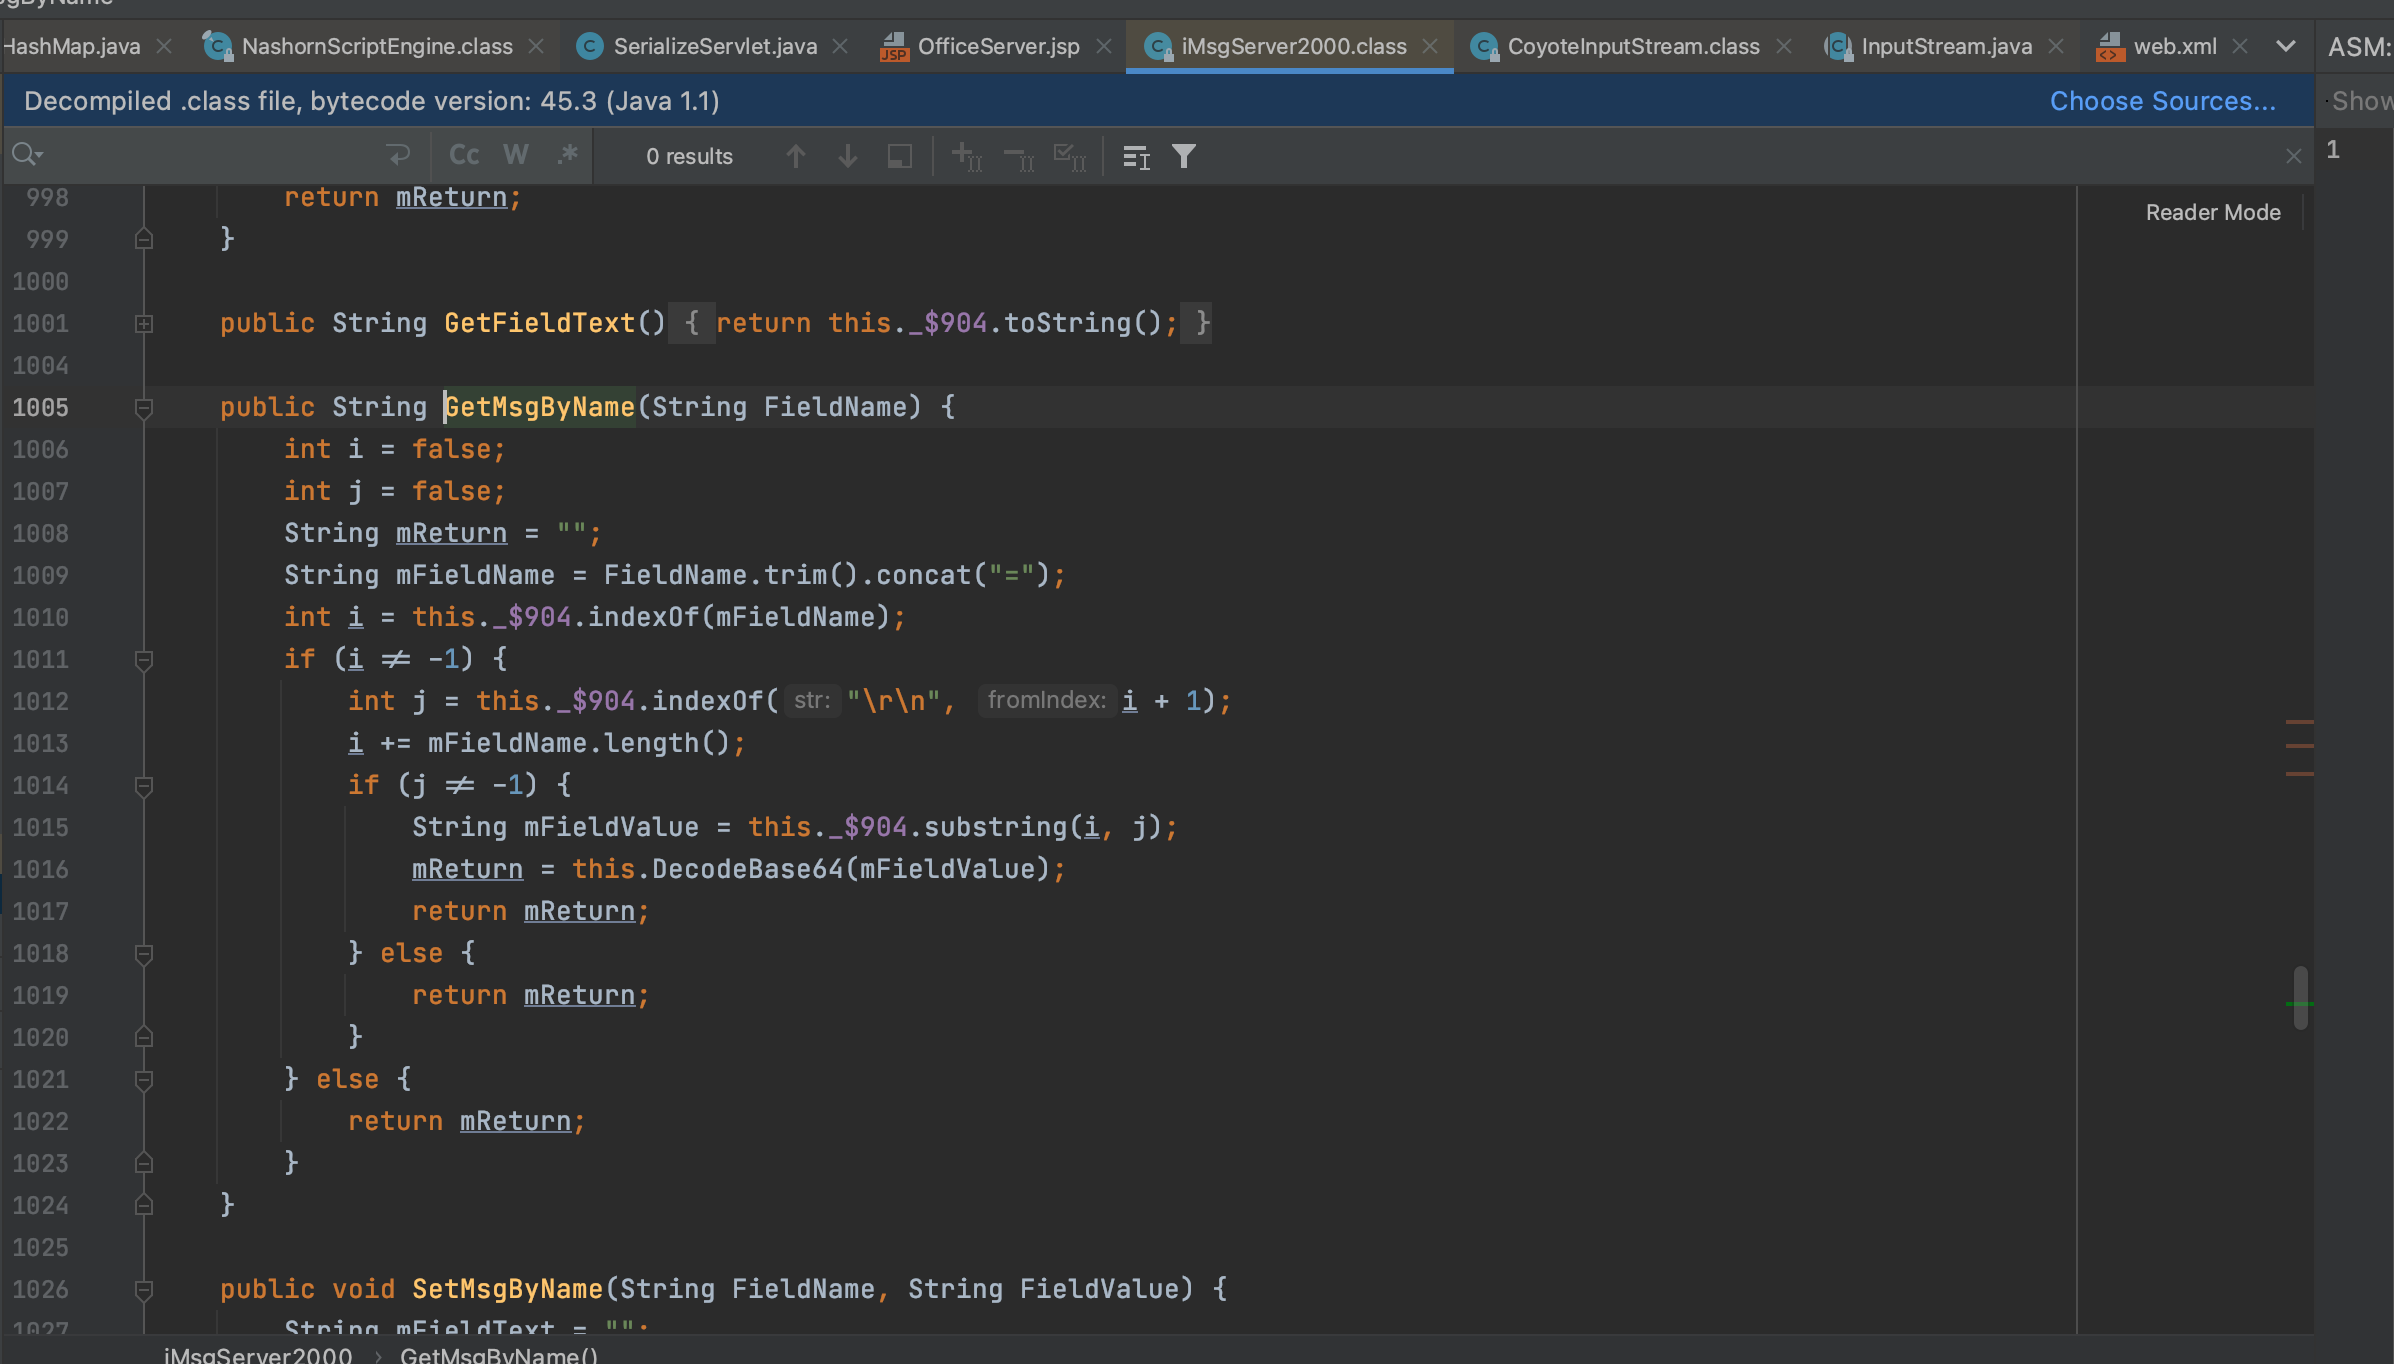 HashMap.java NashornScriptEngine.class SerializeServlet.java OfficeServer.jsp iMsgServer2000.class CoyoteInputStream.class InputStream.java web.xml ASM:
Decompiled .class file, bytecode version: 45.3 (Java 1.1) Choose Sources... Show
Cc W .* 0 results 1
Reader Mode
998 return mReturn;
999 }
1000
1001 public String GetFieldText() { return this._$904.toString(); }
1004
1005 public String GetMsgByName(String FieldName) {
1006 int i = false;
1007 int j = false;
1008 String mReturn = "";
1009 String mFieldName = FieldName.trim().concat("=");
1010 int i = this._$904.indexOf(mFieldName);
1011 if (i ≠ -1) {
1012 int j = this._$904.indexOf( str: "\r\n", fromIndex: i + 1);
1013 i += mFieldName.length();
1014 if (j ≠ -1) {
1015 String mFieldValue = this._$904.substring(i, j);
1016 mReturn = this.DecodeBase64(mFieldValue);
1017 return mReturn;
1018 } else {
1019 return mReturn;
1020 }
1021 } else {
1022 return mReturn;
1023 }
1024 }
1025
1026 public void SetMsgByName(String FieldName, String FieldValue) {
1027 String mFieldText = "";
iMsgServer2000 › GetMsgByName()